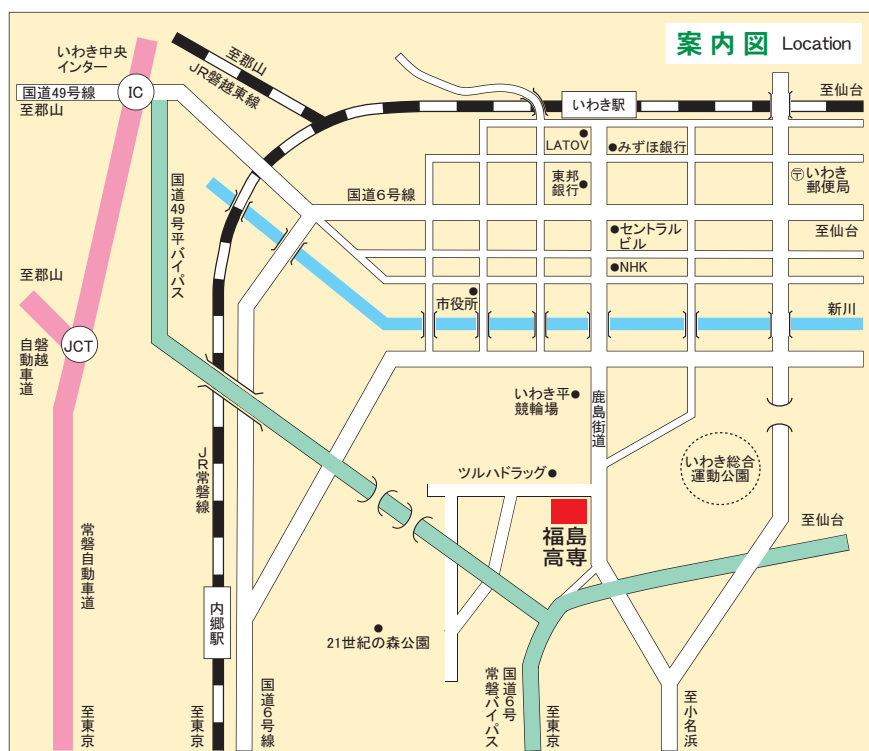 案内図 Location
いわき中央
インター
IC
国道49号線
至郡山
至郡山
JR磐越東線
いわき駅
至仙台
LATOV
みずほ銀行
東邦
銀行
〒いわき
郵便局
国道6号線
国道49号平バイパス
セントラル
ビル
至仙台
NHK
至郡山
市役所
新川
JCT
磐越
自動車道
いわき平
競輪場
鹿島街道
JR常磐線
ツルハドラッグ
いわき総合
運動公園
福島
高専
至仙台
常磐自動車道
内郷駅
21世紀の森公園
国道6号
常磐バイパス
国道6号線
至東京
至東京
至東京
至小名浜